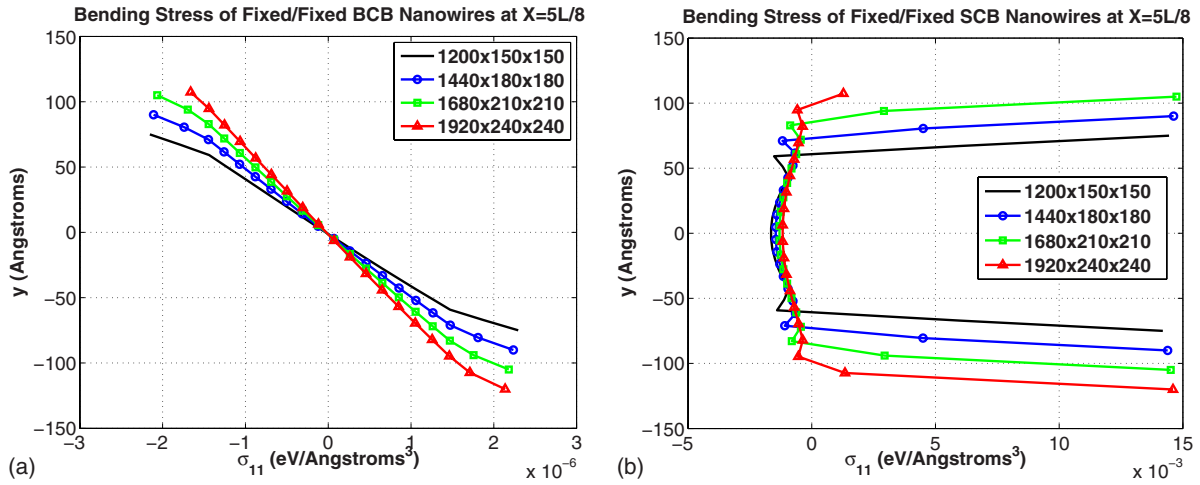 Bending Stress of Fixed/Fixed BCB Nanowires at X=5L/8
150
100
50
0
−50
−100
−150
y (Angstroms)
1200x150x150
1440x180x180
1680x210x210
1920x240x240
−3
−2
−1
0
1
2
3
σ11 (eV/Angstroms³)
x 10⁻⁶
(a)
Bending Stress of Fixed/Fixed SCB Nanowires at X=5L/8
150
100
50
0
−50
−100
−150
y (Angstroms)
1200x150x150
1440x180x180
1680x210x210
1920x240x240
−5
0
5
10
15
σ11 (eV/Angstroms³)
x 10⁻³
(b)